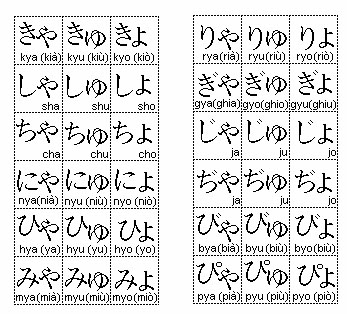 きゃ きゅ きょ
kya (kià) kyu (kiù) kyo (kiò)
しゃ しゅ しょ
sha shu sho
ちゃ ちゅ ちょ
cha chu cho
にゃ にゅ にょ
nya(nià) nyu (niù) nyo (niò)
ひゃ ひゅ ひょ
hya (ya) hyu (yu) hyo (yo)
みゃ みゅ みょ
mya(mià) myu(miù) myo(miò)
りゃ りゅ りょ
rya(rià) ryu(riù) ryo(riò)
ぎゃ ぎゅ ぎょ
gya(ghia) gyo(ghio) gyu(ghiu)
じゃ じゅ じょ
ja ju jo
ぢゃ ぢゅ ぢょ
ja ju jo
びゃ びゅ びょ
bya(bià) byu(biù) byo(biò)
ぴゃ ぴゅ ぴょ
pya (pià) pyu (più) pyo (piò)